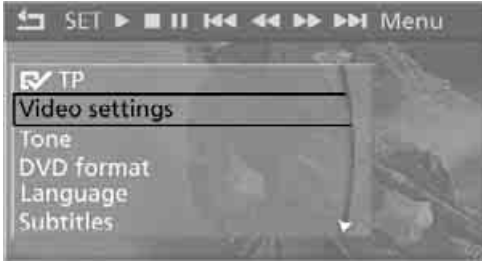 SET Menu
TP
Video settings
Tone
DVD format
Language
Subtitles